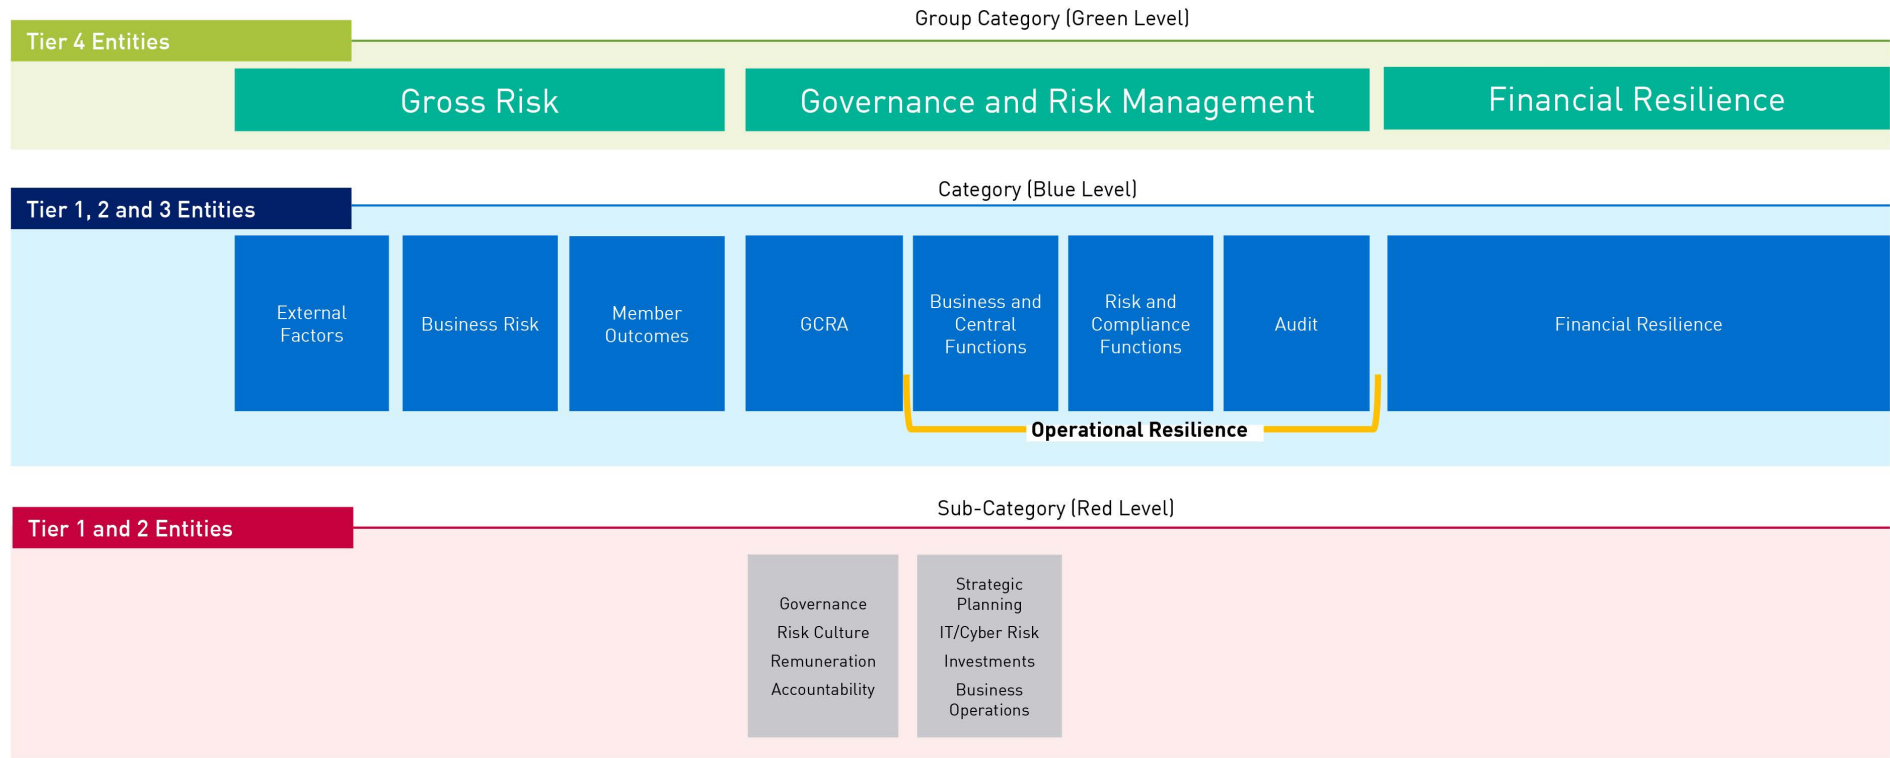 Group Category (Green Level)
Tier 4 Entities
Gross Risk
Governance and Risk Management
Financial Resilience
Category (Blue Level)
Tier 1, 2 and 3 Entities
External
Factors
Business Risk
Member
Outcomes
GCRA
Business and
Central
Functions
Risk and
Compliance
Functions
Audit
Financial Resilience
Operational Resilience
Sub-Category (Red Level)
Tier 1 and 2 Entities
Governance
Risk Culture
Remuneration
Accountability
Strategic
Planning
IT/Cyber Risk
Investments
Business
Operations